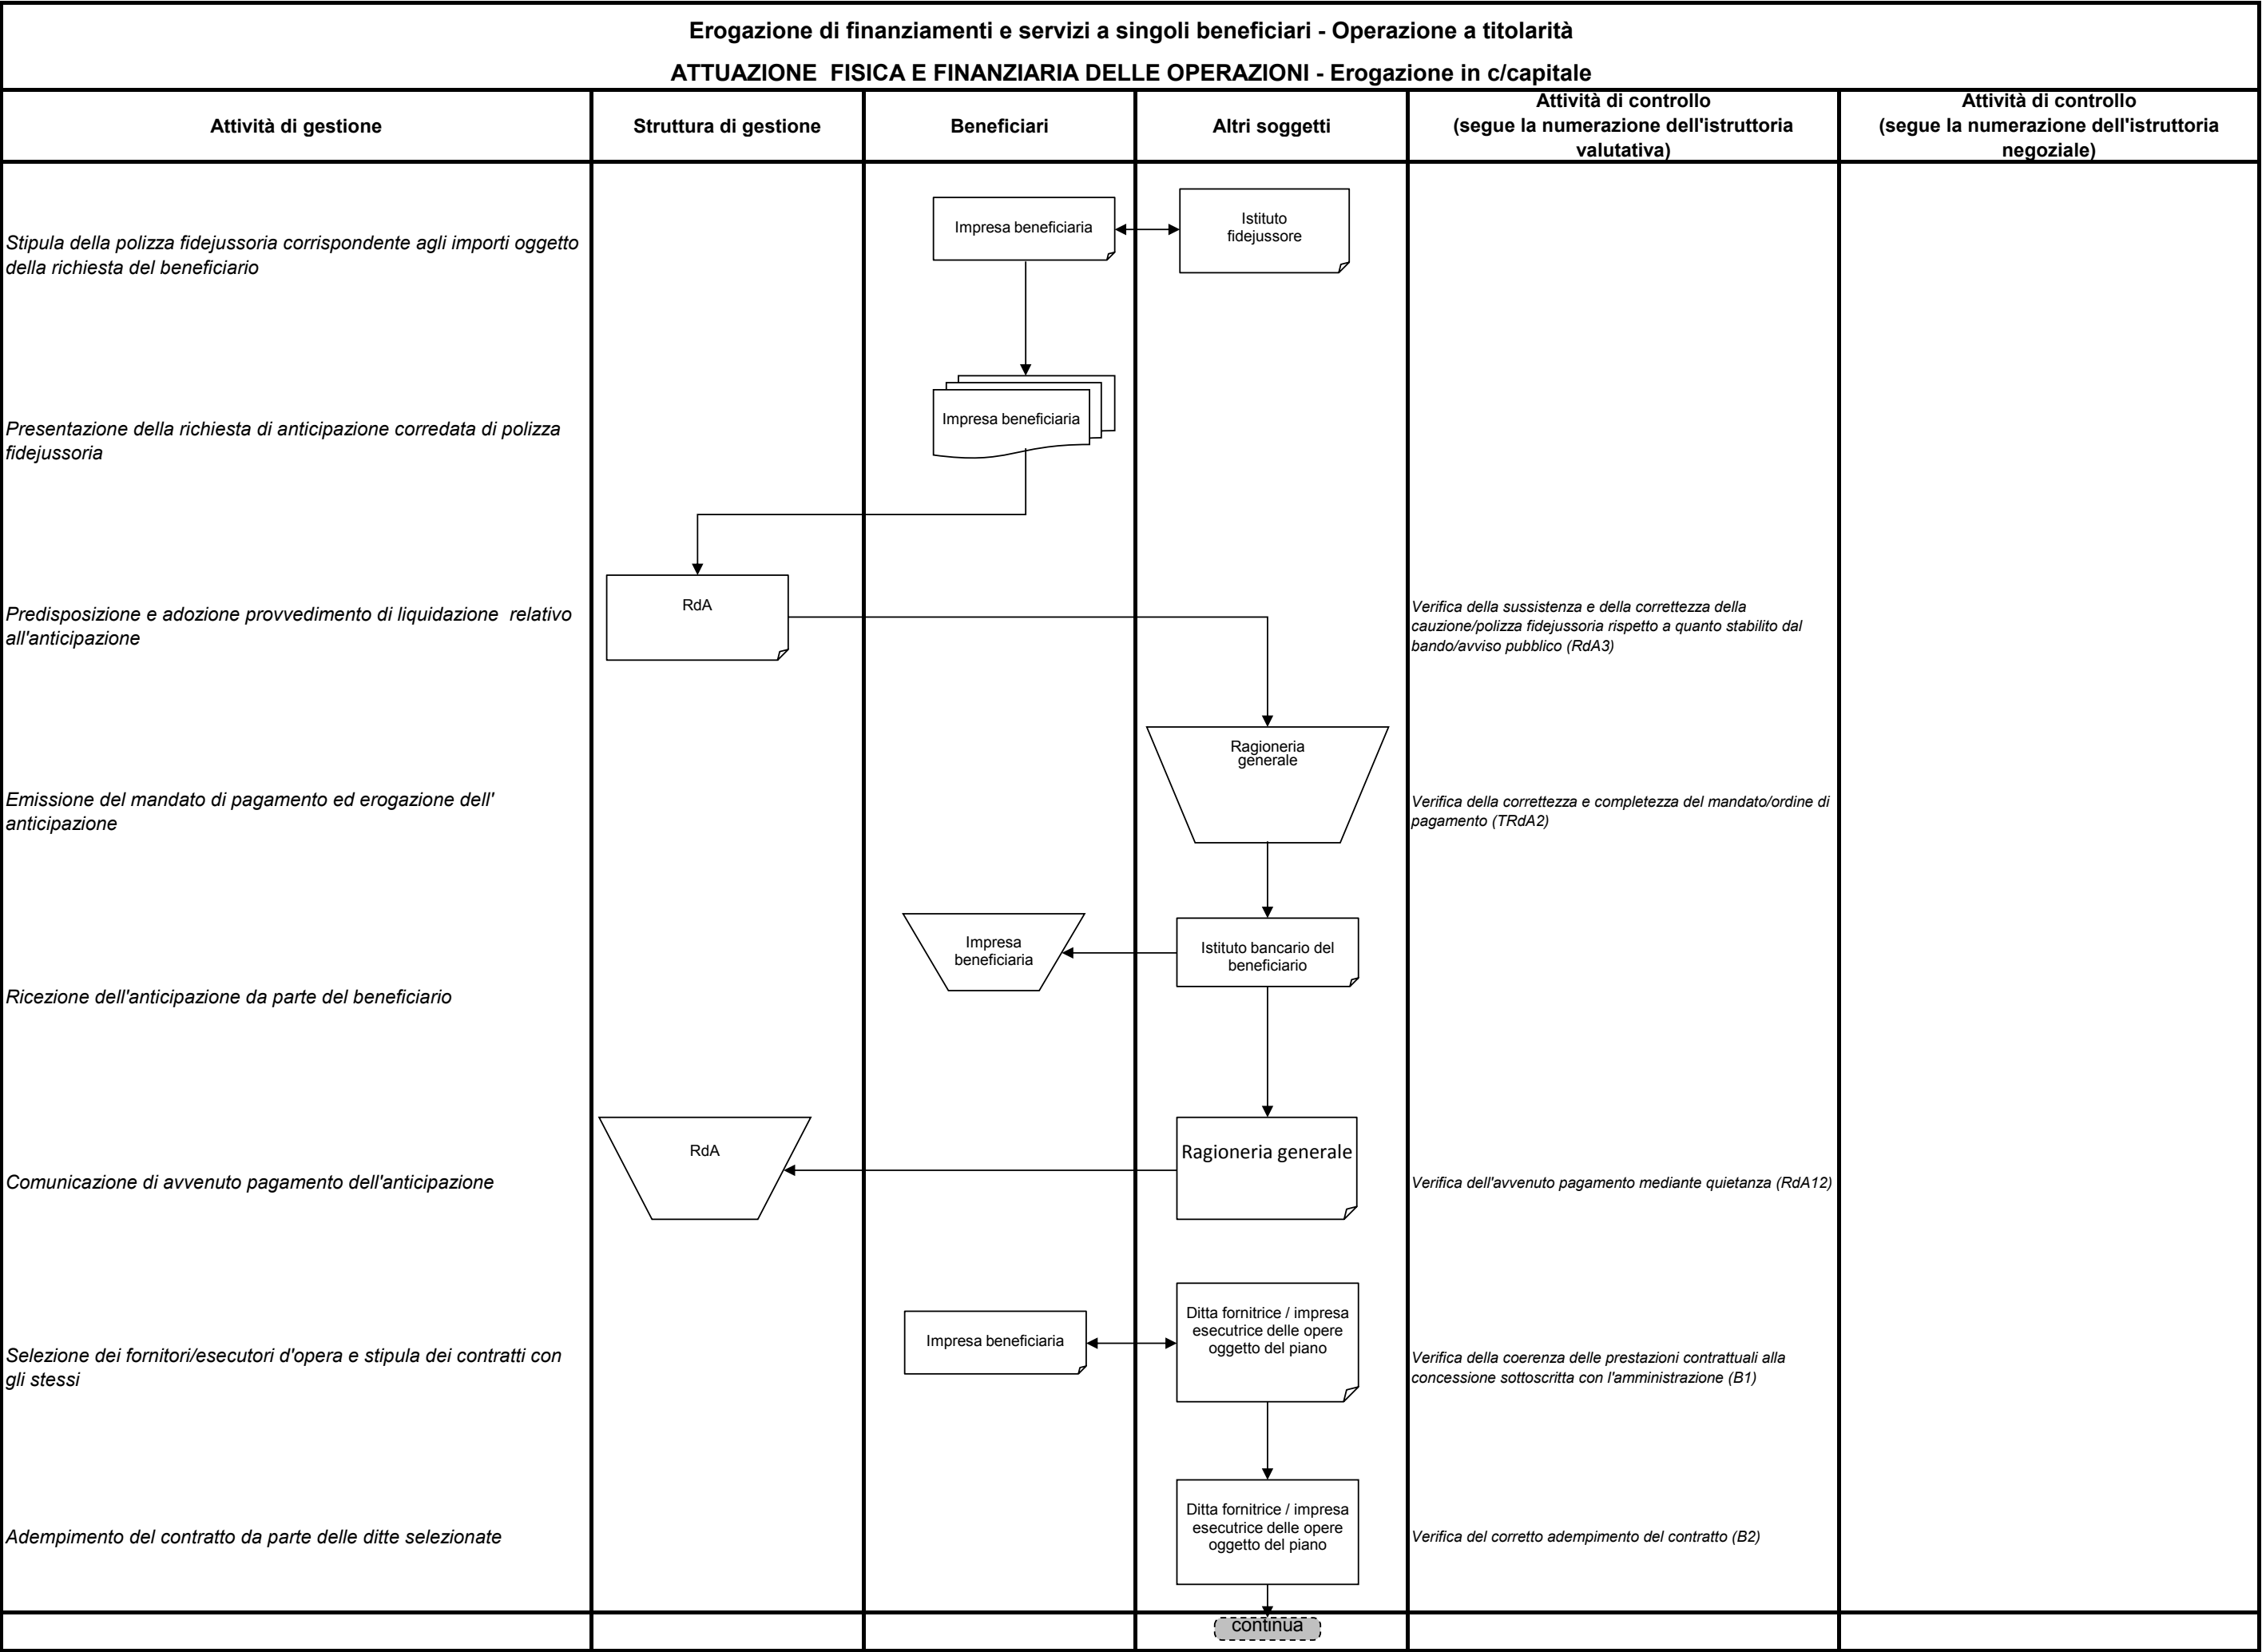 Erogazione di finanziamenti e servizi a singoli beneficiari - Operazione a titolarità
ATTUAZIONE  FISICA E FINANZIARIA DELLE OPERAZIONI - Erogazione in c/capitale
Attività di gestione
Struttura di gestione
Beneficiari
Altri soggetti
Attività di controllo
(segue la numerazione dell'istruttoria
valutativa)
Attività di controllo
(segue la numerazione dell'istruttoria
negoziale)
Stipula della polizza fidejussoria corrispondente agli importi oggetto
della richiesta del beneficiario
Impresa beneficiaria
Istituto
fidejussore
Presentazione della richiesta di anticipazione corredata di polizza
fidejussoria
Impresa beneficiaria
Predisposizione e adozione provvedimento di liquidazione  relativo
all'anticipazione
RdA
Verifica della sussistenza e della correttezza della
cauzione/polizza fidejussoria rispetto a quanto stabilito dal
bando/avviso pubblico (RdA3)
Emissione del mandato di pagamento ed erogazione dell'
anticipazione
Ragioneria
generale
Verifica della correttezza e completezza del mandato/ordine di
pagamento (TRdA2)
Ricezione dell'anticipazione da parte del beneficiario
Impresa
beneficiaria
Istituto bancario del
beneficiario
Comunicazione di avvenuto pagamento dell'anticipazione
RdA
Ragioneria generale
Verifica dell'avvenuto pagamento mediante quietanza (RdA12)
Selezione dei fornitori/esecutori d'opera e stipula dei contratti con
gli stessi
Impresa beneficiaria
Ditta fornitrice / impresa
esecutrice delle opere
oggetto del piano
Verifica della coerenza delle prestazioni contrattuali alla
concessione sottoscritta con l'amministrazione (B1)
Adempimento del contratto da parte delle ditte selezionate
Ditta fornitrice / impresa
esecutrice delle opere
oggetto del piano
Verifica del corretto adempimento del contratto (B2)
continua